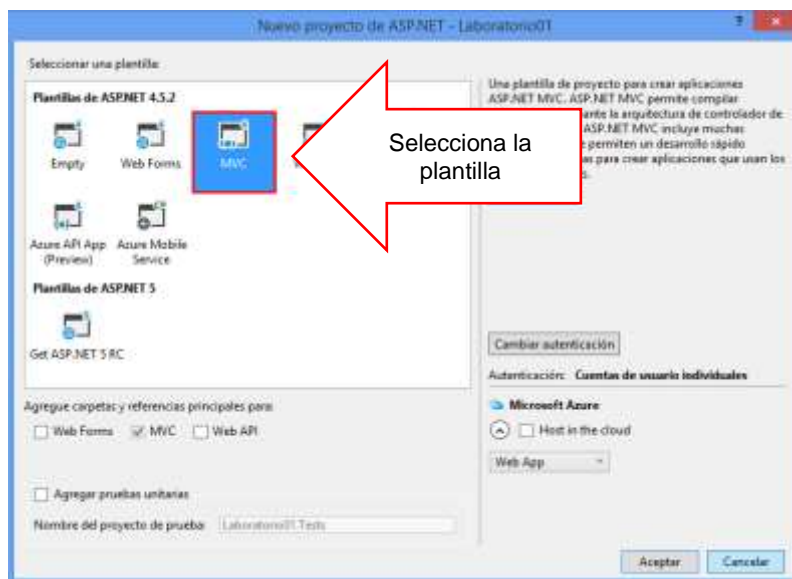 Nuevo proyecto de ASP.NET - Laboratorio01
?
Seleccionar una plantilla:
Plantillas de ASP.NET 4.5.2
Empty
Web Forms
MVC
Azure API App
(Preview)
Azure Mobile
Service
Plantillas de ASP.NET 5
Get ASP.NET 5 RC
Selecciona la
plantilla
Una plantilla de proyecto para crear aplicaciones
ASP.NET MVC. ASP.NET MVC permite compilar
ante la arquitectura de controlador de
ASP.NET MVC incluye muchas
e permiten un desarrollo rápido
as para crear aplicaciones que usan los
s.
Cambiar autenticación
Autenticación: Cuentas de usuario individuales
Microsoft Azure
Host in the cloud
Web App
Agregue carpetas y referencias principales para:
Web Forms
MVC
Web API
Agregar pruebas unitarias
Nombre del proyecto de prueba:
Laboratorio01.Tests
Aceptar
Cancelar